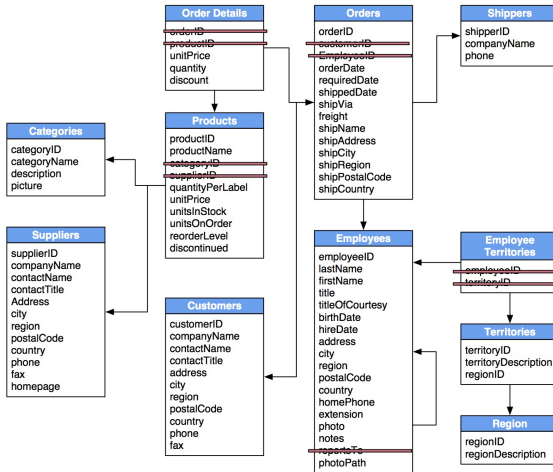 Order Details
orderID
productID
unitPrice
quantity
discount
Orders
orderID
customerID
EmployeeID
orderDate
requiredDate
shippedDate
shipVia
freight
shipName
shipAddress
shipCity
shipRegion
shipPostalCode
shipCountry
Shippers
shipperID
companyName
phone
Categories
categoryID
categoryName
description
picture
Products
productID
productName
categoryID
supplierID
quantityPerLabel
unitPrice
unitsInStock
unitsOnOrder
reorderLevel
discontinued
Suppliers
supplierID
companyName
contactName
contactTitle
Address
city
region
postalCode
country
phone
fax
homepage
Customers
customerID
companyName
contactName
contactTitle
address
city
region
postalCode
country
phone
fax
Employees
employeeID
lastName
firstName
title
titleOfCourtesy
birthDate
hireDate
address
city
region
postalCode
country
homePhone
extension
photo
notes
reportsTo
photoPath
Employee
Territories
employeeID
territoryID
Territories
territoryID
territoryDescription
regionID
Region
regionID
regionDescription